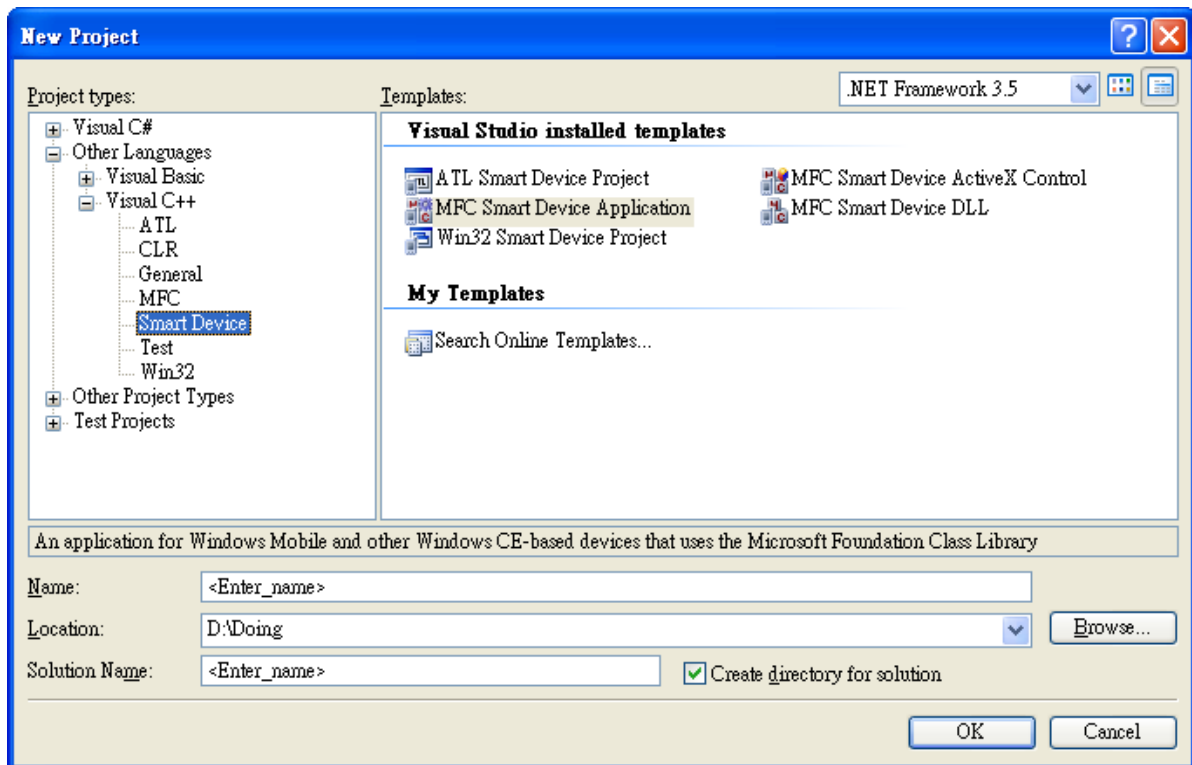 New Project
Project types:
Templates:
.NET Framework 3.5
Visual C#
Other Languages
Visual Basic
Visual C++
ATL
CLR
General
MFC
Smart Device
Test
Win32
Other Project Types
Test Projects
Visual Studio installed templates
ATL Smart Device Project
MFC Smart Device ActiveX Control
MFC Smart Device Application
MFC Smart Device DLL
Win32 Smart Device Project
My Templates
Search Online Templates...
An application for Windows Mobile and other Windows CE-based devices that uses the Microsoft Foundation Class Library
Name:
<Enter_name>
Location:
D:\Doing
Browse...
Solution Name:
<Enter_name>
Create directory for solution
OK
Cancel